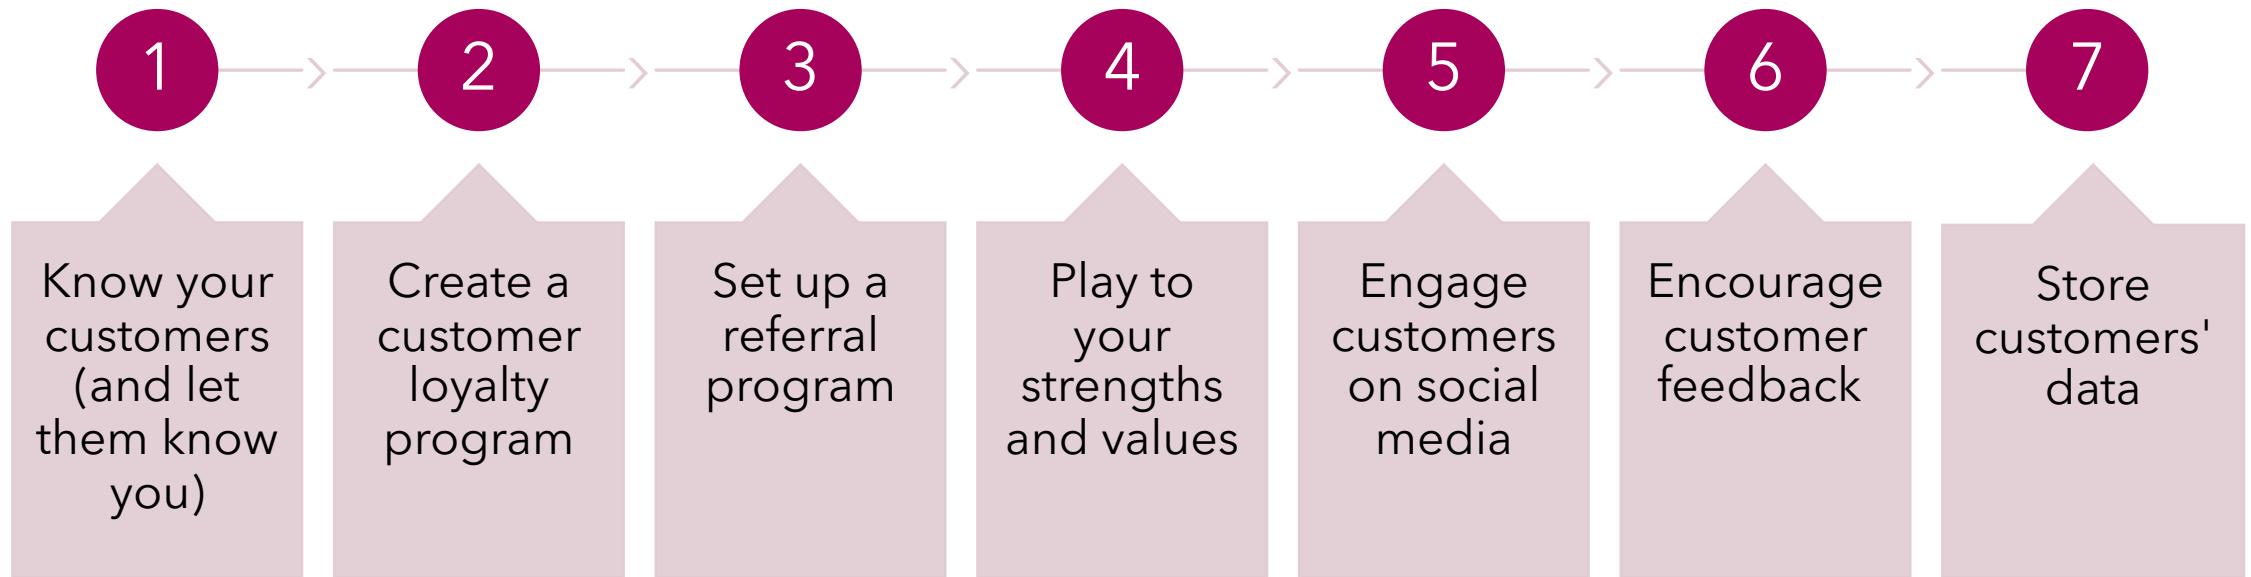 1
2
3
4
5
6
7
Know your
customers
(and let
them know
you)
Create a
customer
loyalty
program
Set up a
referral
program
Play to
your
strengths
and values
Engage
customers
on social
media
Encourage
customer
feedback
Store
customers'
data